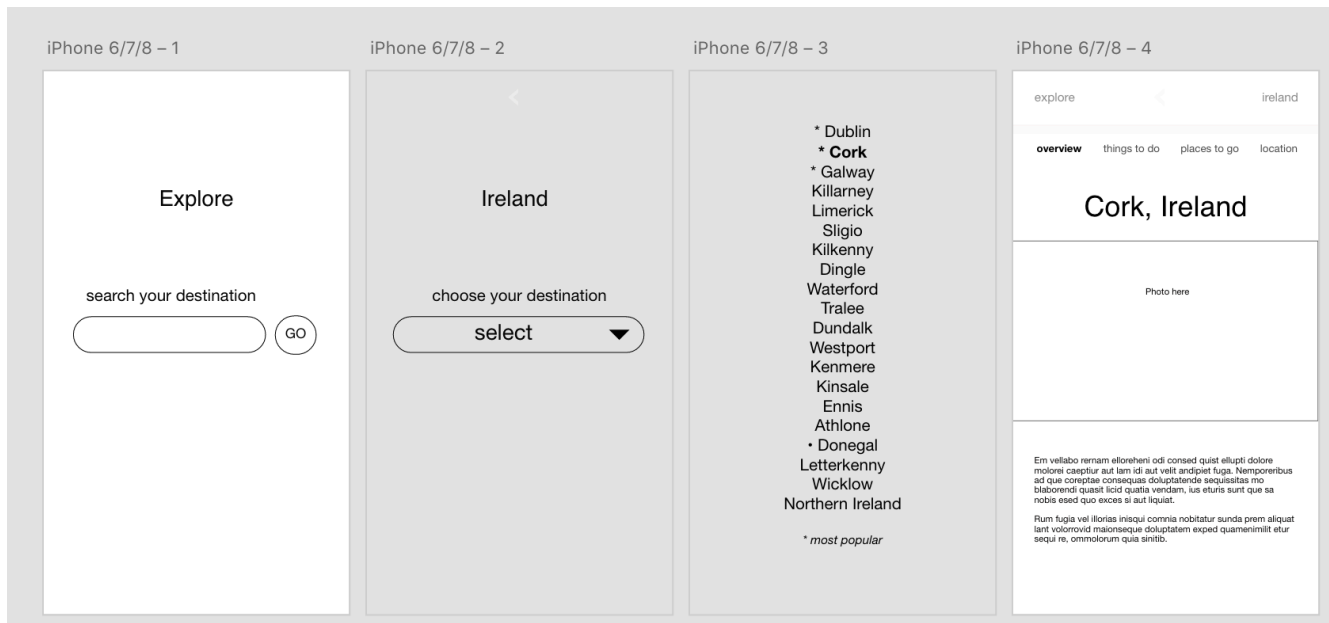 iPhone 6/7/8 – 1
Explore
search your destination
GO
iPhone 6/7/8 – 2
Ireland
choose your destination
select
iPhone 6/7/8 – 3
* Dublin
* Cork
* Galway
Killarney
Limerick
Sligio
Kilkenny
Dingle
Waterford
Tralee
Dundalk
Westport
Kenmere
Kinsale
Ennis
Athlone
• Donegal
Letterkenny
Wicklow
Northern Ireland
* most popular
iPhone 6/7/8 – 4
explore ireland
overview things to do places to go location
Cork, Ireland
Photo here
Em vellabo rernam elloreheni odi consed quist ellupti dolore
molorei caeptiur aut lam idi aut velit andipiet fuga. Nemporeribus
ad que coreptae consequas doluptatende sequissitas mo
blaborendi quasit licid quatia vendam, ius eturis sunt que sa
nobis esed quo exces si aut liquiat.
Rum fugia vel illorias inisqui comnia nobitatur sunda prem aliquat
lant volorrovid maionseque doluptatem exped quamenimilit etur
sequi re, ommolorum quia sinitib.